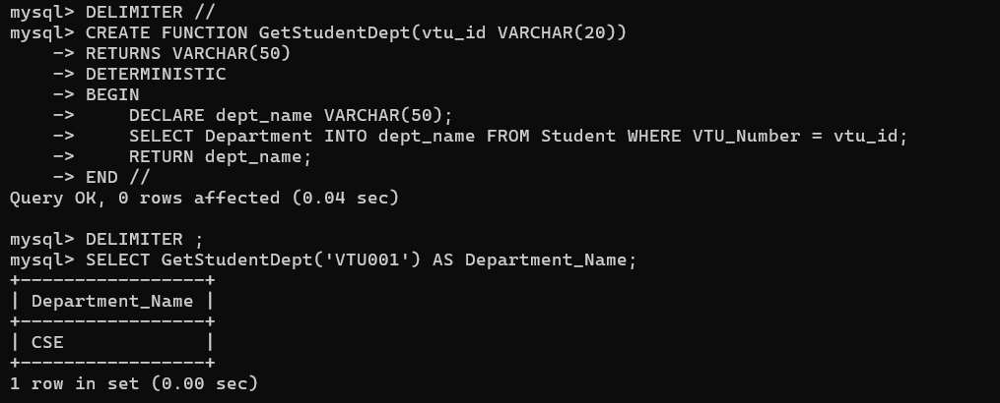 mysql> DELIMITER //
mysql> CREATE FUNCTION GetStudentDept(vtu_id VARCHAR(20))
    -> RETURNS VARCHAR(50)
    -> DETERMINISTIC
    -> BEGIN
    ->     DECLARE dept_name VARCHAR(50);
    ->     SELECT Department INTO dept_name FROM Student WHERE VTU_Number = vtu_id;
    ->     RETURN dept_name;
    -> END //
Query OK, 0 rows affected (0.04 sec)

mysql> DELIMITER ;
mysql> SELECT GetStudentDept('VTU001') AS Department_Name;
+-----------------+
| Department_Name |
+-----------------+
| CSE             |
+-----------------+
1 row in set (0.00 sec)